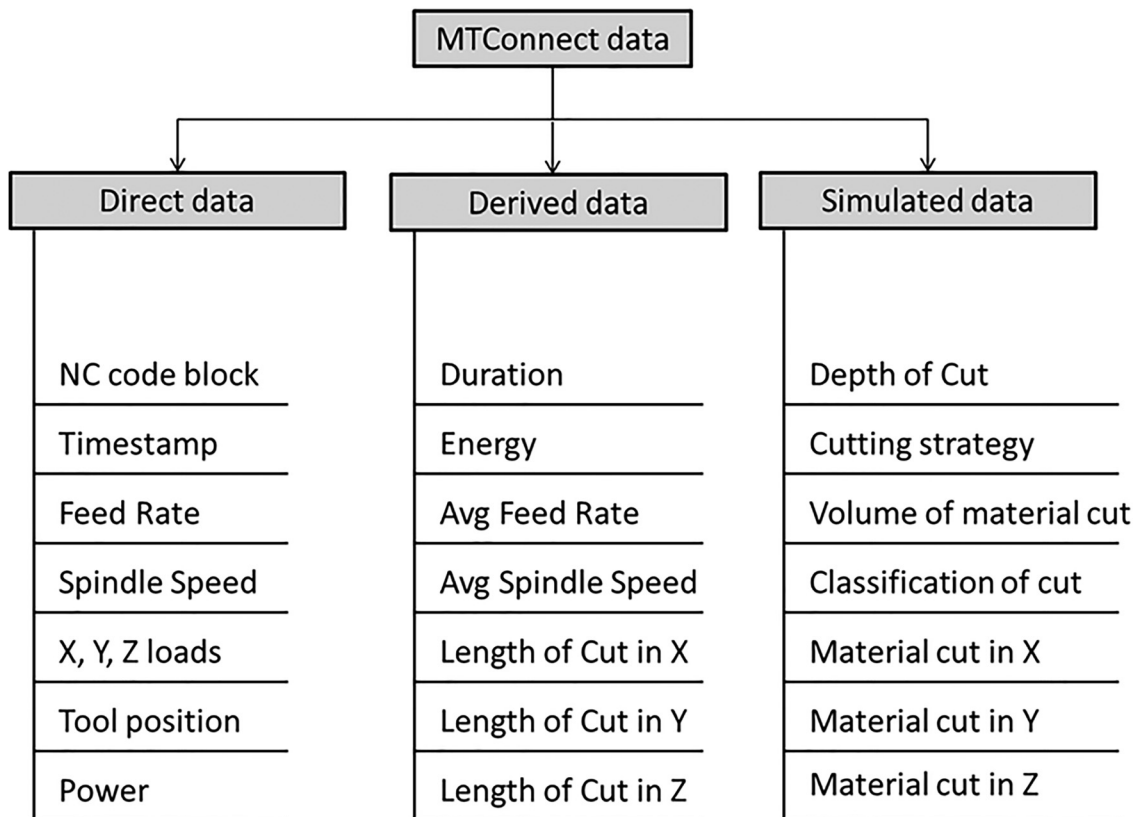 MTConnect data
Direct data
Derived data
Simulated data
NC code block
Timestamp
Feed Rate
Spindle Speed
X, Y, Z loads
Tool position
Power
Duration
Energy
Avg Feed Rate
Avg Spindle Speed
Length of Cut in X
Length of Cut in Y
Length of Cut in Z
Depth of Cut
Cutting strategy
Volume of material cut
Classification of cut
Material cut in X
Material cut in Y
Material cut in Z